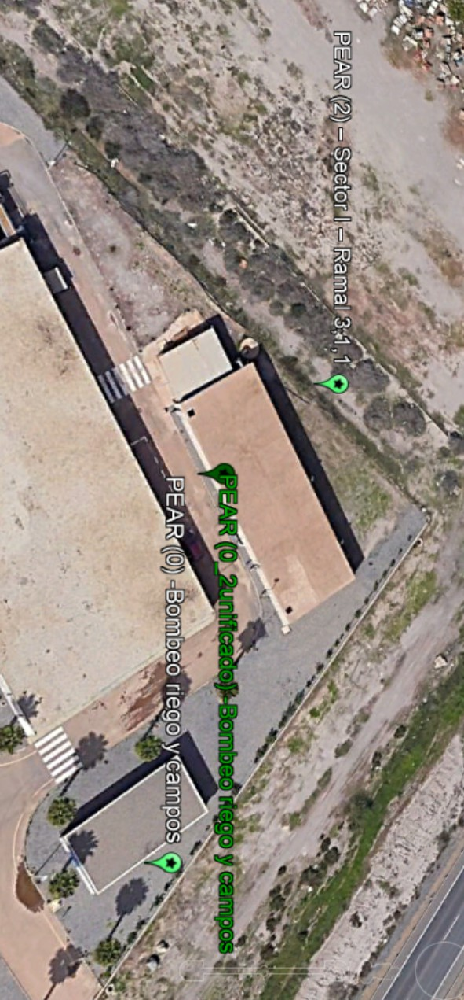 PEAR (2) – Sector I – Ramal 3,1,1
PEAR (0_2unificado)-Bombeo riego y campos
PEAR (0) -Bombeo riego y campos